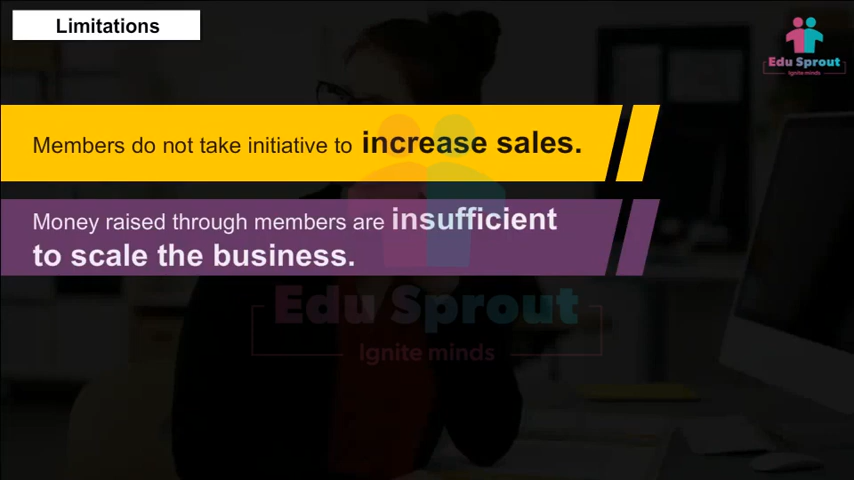 Limitations
Edu Sprout
Ignite minds
Members do not take initiative to increase sales.
Money raised through members are insufficient
to scale the business.
Edu Sprout
Ignite minds